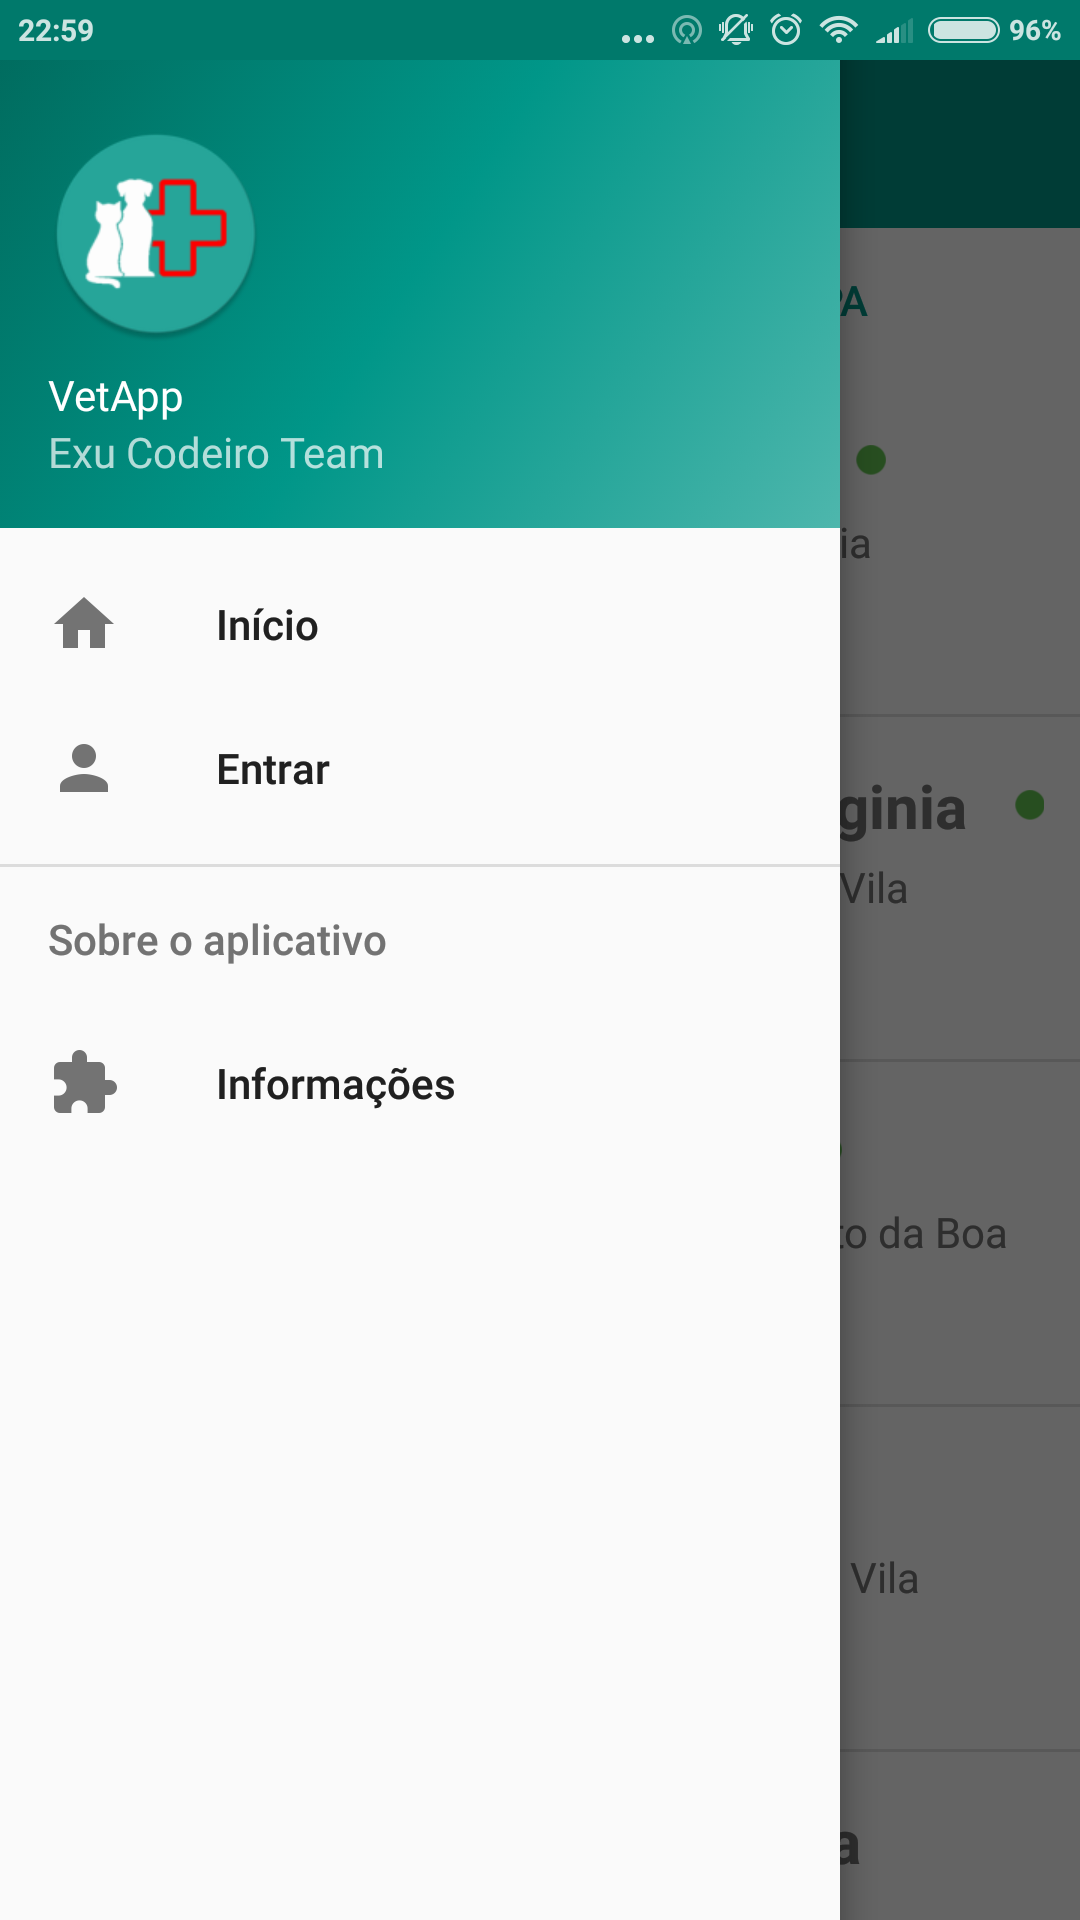 22:59
96%
VetApp
Exu Codeiro Team
Início
Entrar
Sobre o aplicativo
Informações
PA
ia
ginia
Vila
to da Boa
Vila
a